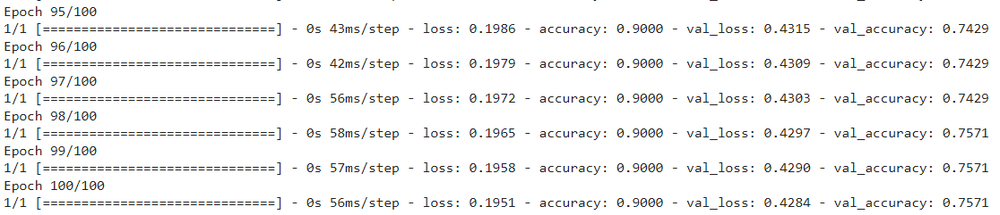 Epoch 95/100
1/1 [==============================] - 0s 43ms/step - loss: 0.1986 - accuracy: 0.9000 - val_loss: 0.4315 - val_accuracy: 0.7429
Epoch 96/100
1/1 [==============================] - 0s 42ms/step - loss: 0.1979 - accuracy: 0.9000 - val_loss: 0.4309 - val_accuracy: 0.7429
Epoch 97/100
1/1 [==============================] - 0s 56ms/step - loss: 0.1972 - accuracy: 0.9000 - val_loss: 0.4303 - val_accuracy: 0.7429
Epoch 98/100
1/1 [==============================] - 0s 58ms/step - loss: 0.1965 - accuracy: 0.9000 - val_loss: 0.4297 - val_accuracy: 0.7571
Epoch 99/100
1/1 [==============================] - 0s 57ms/step - loss: 0.1958 - accuracy: 0.9000 - val_loss: 0.4290 - val_accuracy: 0.7571
Epoch 100/100
1/1 [==============================] - 0s 56ms/step - loss: 0.1951 - accuracy: 0.9000 - val_loss: 0.4284 - val_accuracy: 0.7571